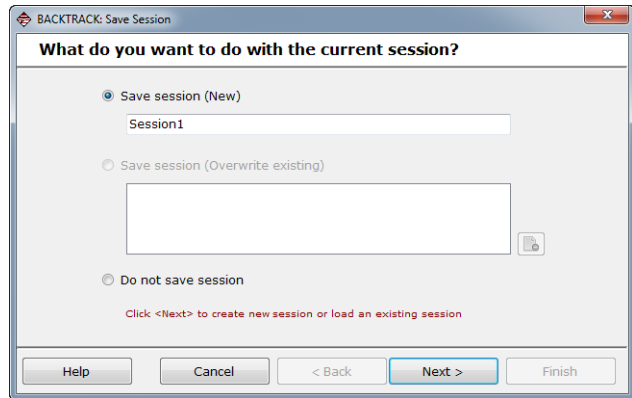 BACKTRACK: Save Session
What do you want to do with the current session?
Save session (New)
Session1
Save session (Overwrite existing)
Do not save session
Click <Next> to create new session or load an existing session
Help Cancel < Back Next > Finish